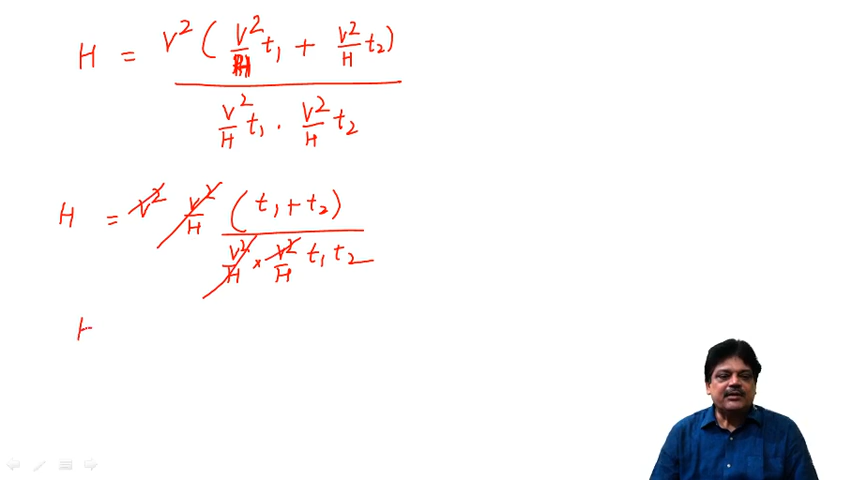 H = V² ( V²/H t₁ + V²/H t₂ ) / ( V²/H t₁ · V²/H t₂ )
H = V² V²/H (t₁ + t₂) / ( V²/H × V²/H t₁ t₂ )
H